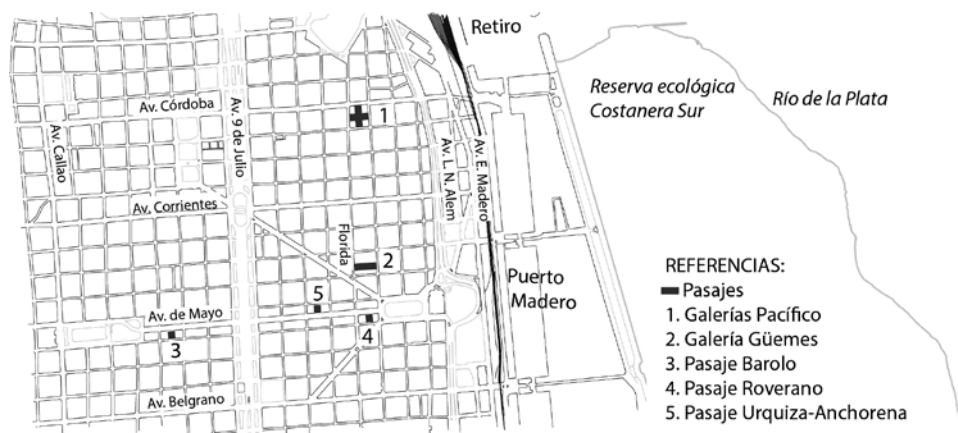 Retiro
Reserva ecológica
Costanera Sur
Río de la Plata
Av. Córdoba
1
Av. Callao
Av. 9 de Julio
Av. L. N. Alem
Av. E. Madero
Av. Corrientes
Florida
2
Puerto
Madero
5
Av. de Mayo
4
3
Av. Belgrano
REFERENCIAS:
Pasajes
1. Galerías Pacífico
2. Galería Güemes
3. Pasaje Barolo
4. Pasaje Roverano
5. Pasaje Urquiza-Anchorena